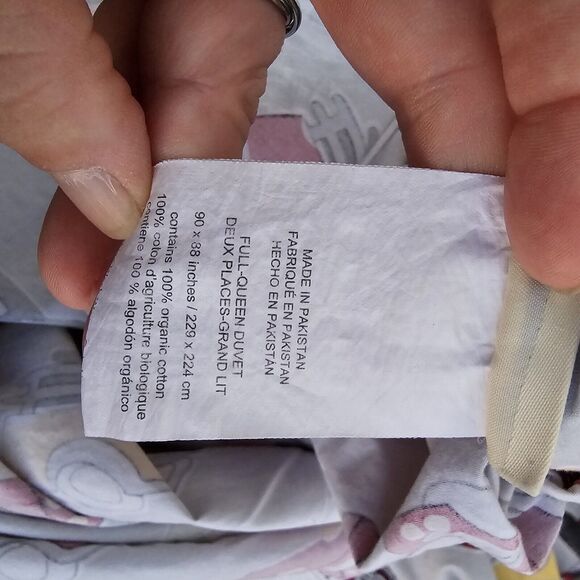 MADE IN PAKISTAN
FABRIQUÉ EN PAKISTAN
HECHO EN PAKISTÁN
FULL-QUEEN DUVET
DEUX PLACES-GRAND LIT
90 x 88 inches / 229 x 224 cm
contains 100% organic cotton
100% coton d'agriculture biologique
contiene 100 % algodón orgánico